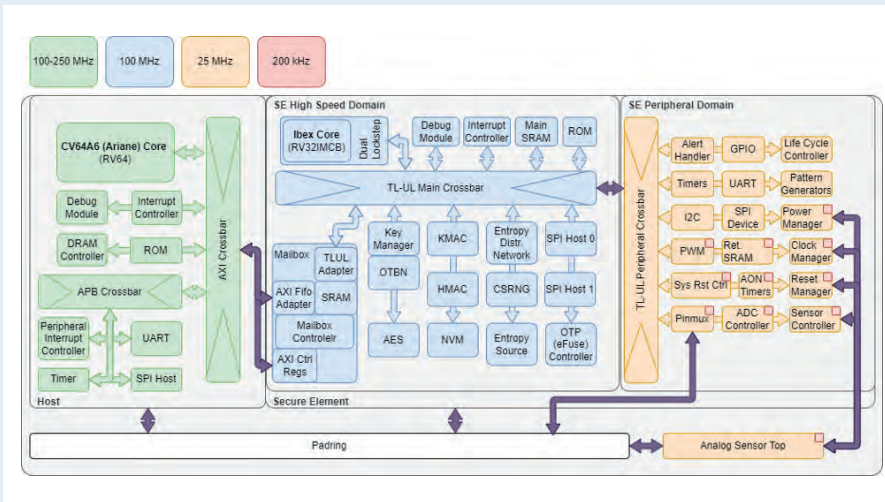 100-250 MHz
100 MHz
25 MHz
200 kHz
SE High Speed Domain
SE Peripheral Domain
CV64A6 (Ariane) Core
(RV64)
Debug
Module
Interrupt
Controller
DRAM
Controller
ROM
APB Crossbar
Peripheral
Interrupt
Controller
UART
Timer
SPI Host
AXI Crossbar
Host
Ibex Core
(RV32IMCB)
Dual
Lockstep
Debug
Module
Interrupt
Controller
Main
SRAM
ROM
TL-UL Main Crossbar
Mailbox
TLUL
Adapter
AXI Fifo
Adapter
SRAM
Mailbox
Controleir
AXI Ctrl
Regs
Key
Manager
OTBN
AES
KMAC
HMAC
NVM
Entropy
Distr.
Network
CSRNG
Entropy
Source
SPI Host 0
SPI Host 1
OTP
(eFuse)
Controller
Secure Element
TL-UL Peripheral Crossbar
Alert
Handler
GPIO
Life Cycle
Controller
Timers
UART
Pattern
Generators
I2C
SPI
Device
Power
Manager
PWM
Ret.
SRAM
Clock
Manager
Sys Rst Ctrl
AON
Timers
Reset
Manager
Pinmux
ADC
Controller
Sensor
Controller
Padring
Analog Sensor Top